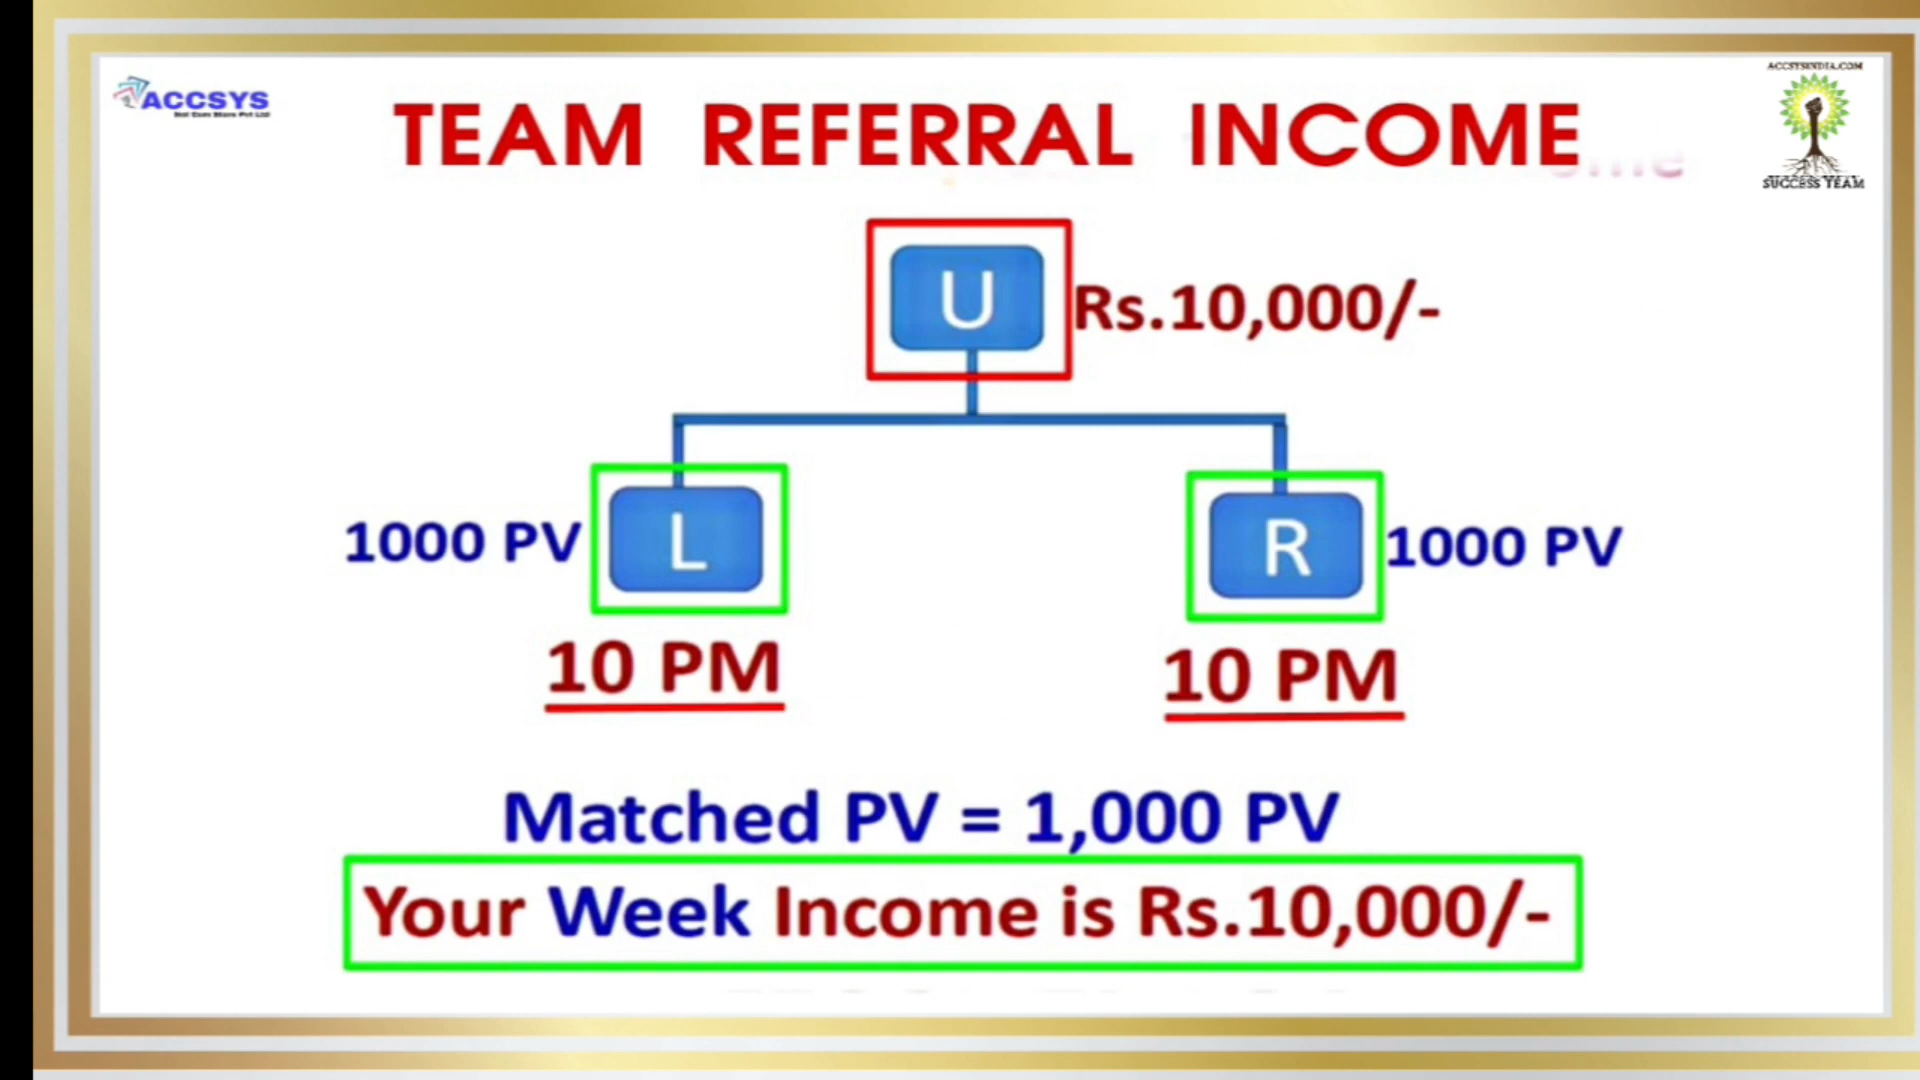 ACCSYS
ACCSYSINDIA.COM
TEAM REFERRAL INCOME
SUCCESS TEAM
U
Rs.10,000/-
1000 PV
L
R
1000 PV
10 PM
10 PM
Matched PV = 1,000 PV
Your Week Income is Rs.10,000/-